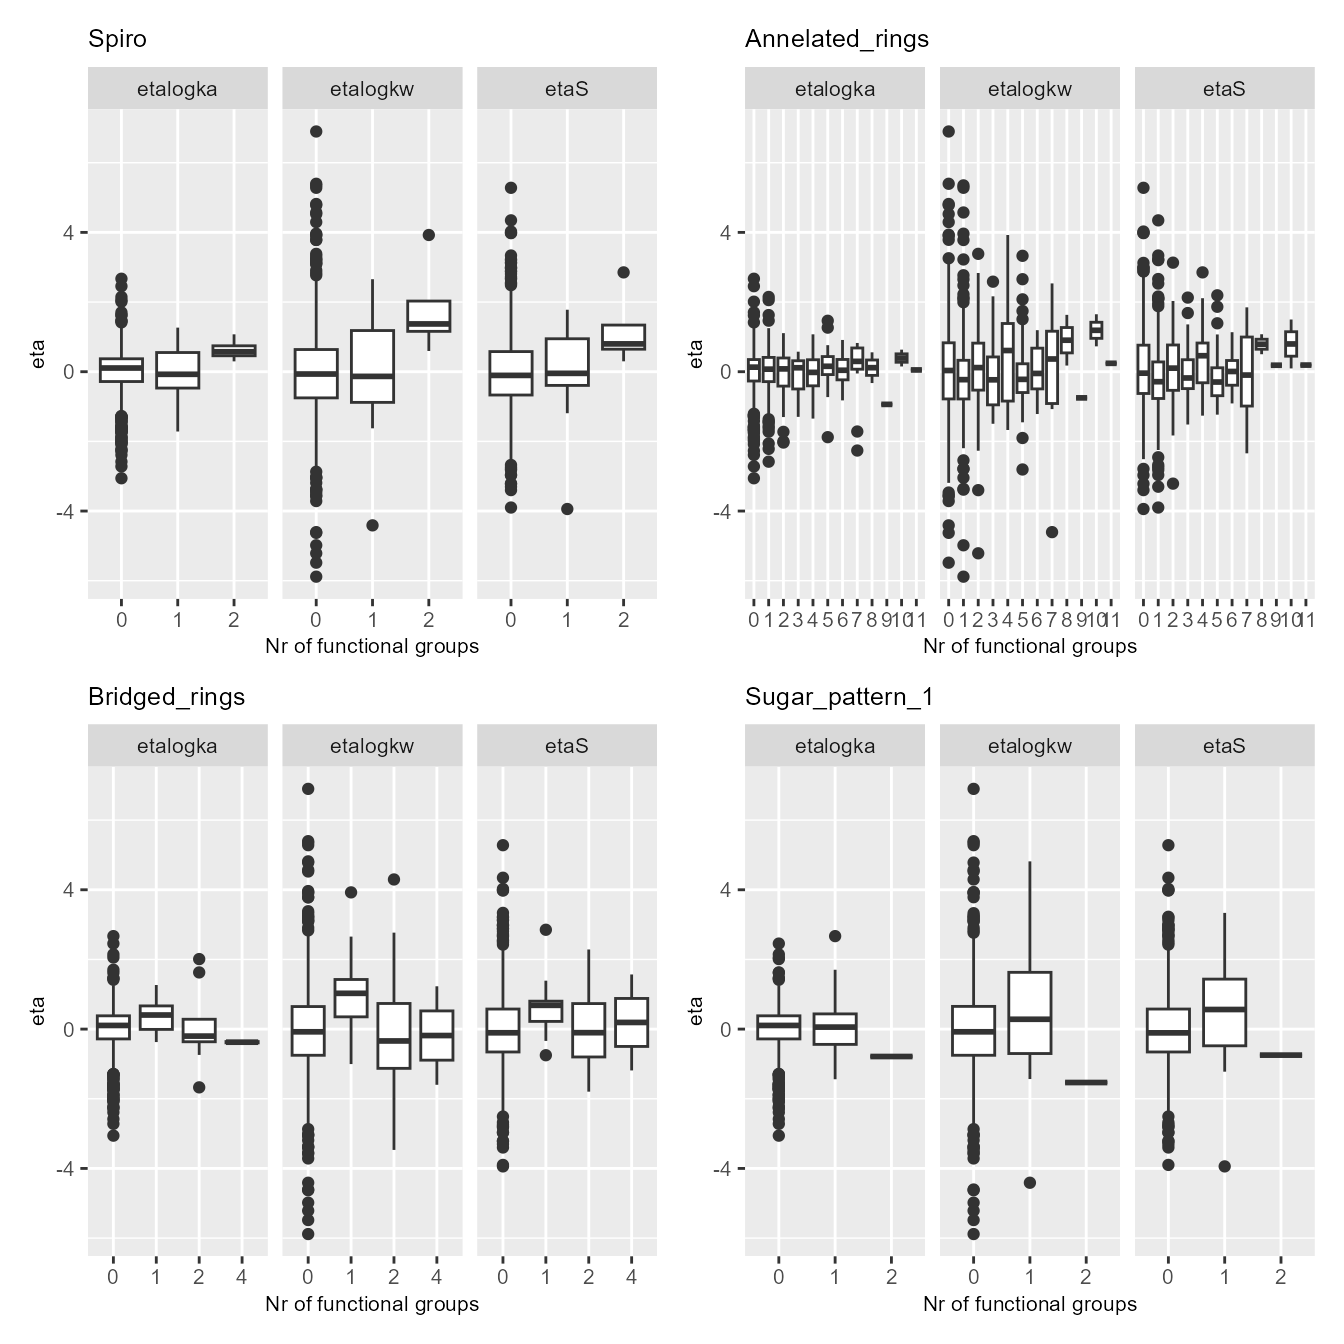 Spiro
etalogka etalogkw etaS
eta
4
0
-4
0 1 2 0 1 2 0 1 2
Nr of functional groups
Annelated_rings
etalogka etalogkw etaS
eta
4
0
-4
0 1 2 3 4 5 6 7 8 9 10 11 0 1 2 3 4 5 6 7 8 9 10 11 0 1 2 3 4 5 6 7 8 9 10 11
Nr of functional groups
Bridged_rings
etalogka etalogkw etaS
eta
4
0
-4
0 1 2 4 0 1 2 4 0 1 2 4
Nr of functional groups
Sugar_pattern_1
etalogka etalogkw etaS
eta
4
0
-4
0 1 2 0 1 2 0 1 2
Nr of functional groups